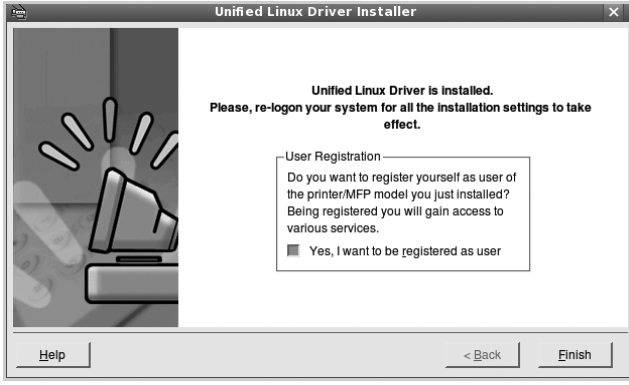 Unified Linux Driver Installer
Unified Linux Driver is installed.
Please, re-logon your system for all the installation settings to take
effect.
User Registration
Do you want to register yourself as user of
the printer/MFP model you just installed?
Being registered you will gain access to
various services.
Yes, I want to be registered as user
Help
< Back
Finish